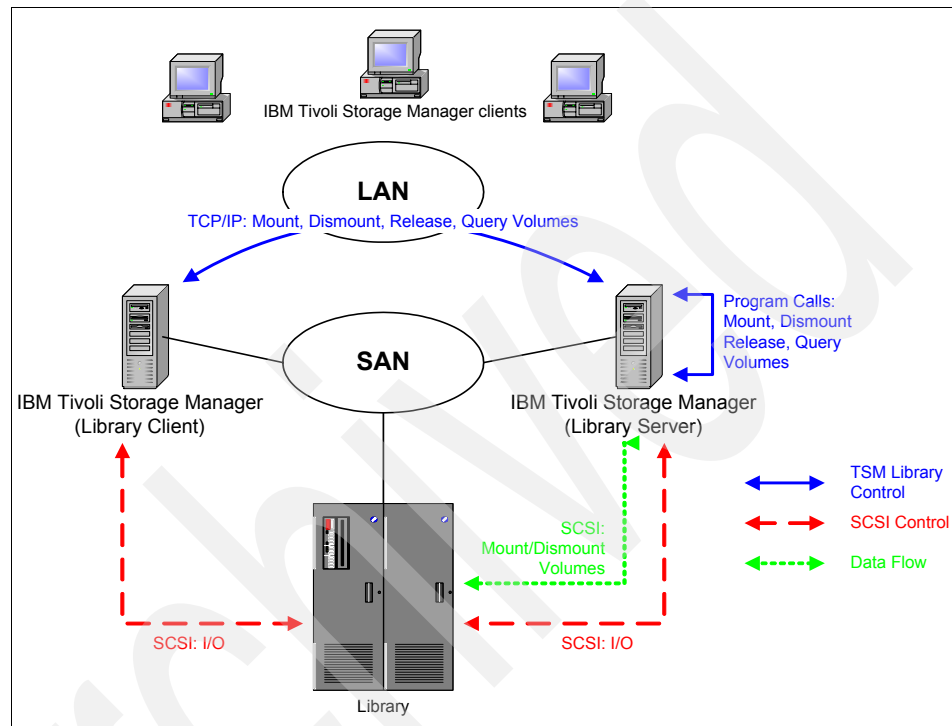 IBM Tivoli Storage Manager clients
LAN
TCP/IP: Mount, Dismount, Release, Query Volumes
Program Calls:
Mount, Dismount
Release, Query
Volumes
SAN
IBM Tivoli Storage Manager
(Library Client)
IBM Tivoli Storage Manager
(Library Server)
TSM Library
Control
SCSI Control
Data Flow
SCSI:
Mount/Dismount
Volumes
SCSI: I/O
SCSI: I/O
Library